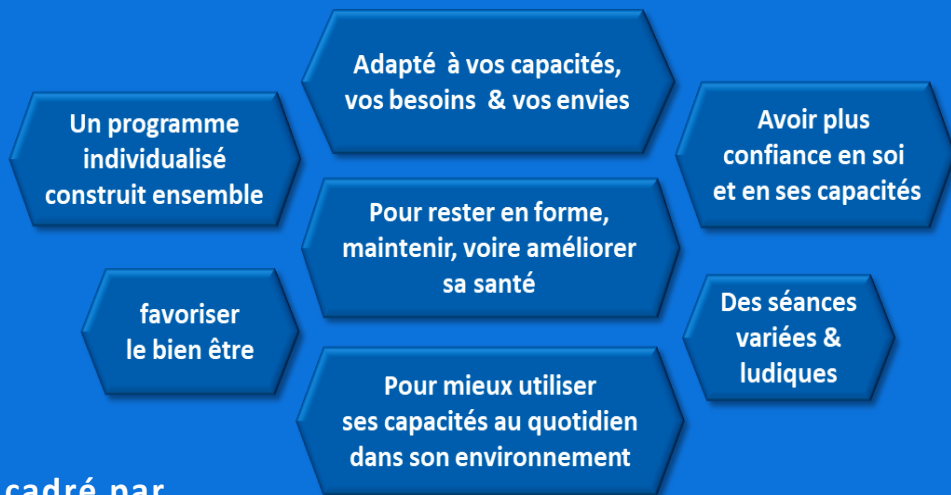 Adapté à vos capacités,
vos besoins & vos envies
Un programme
individualisé
construit ensemble
Avoir plus
confiance en soi
et en ses capacités
Pour rester en forme,
maintenir, voire améliorer
sa santé
favoriser
le bien être
Des séances
variées &
ludiques
Pour mieux utiliser
ses capacités au quotidien
dans son environnement
cadré par